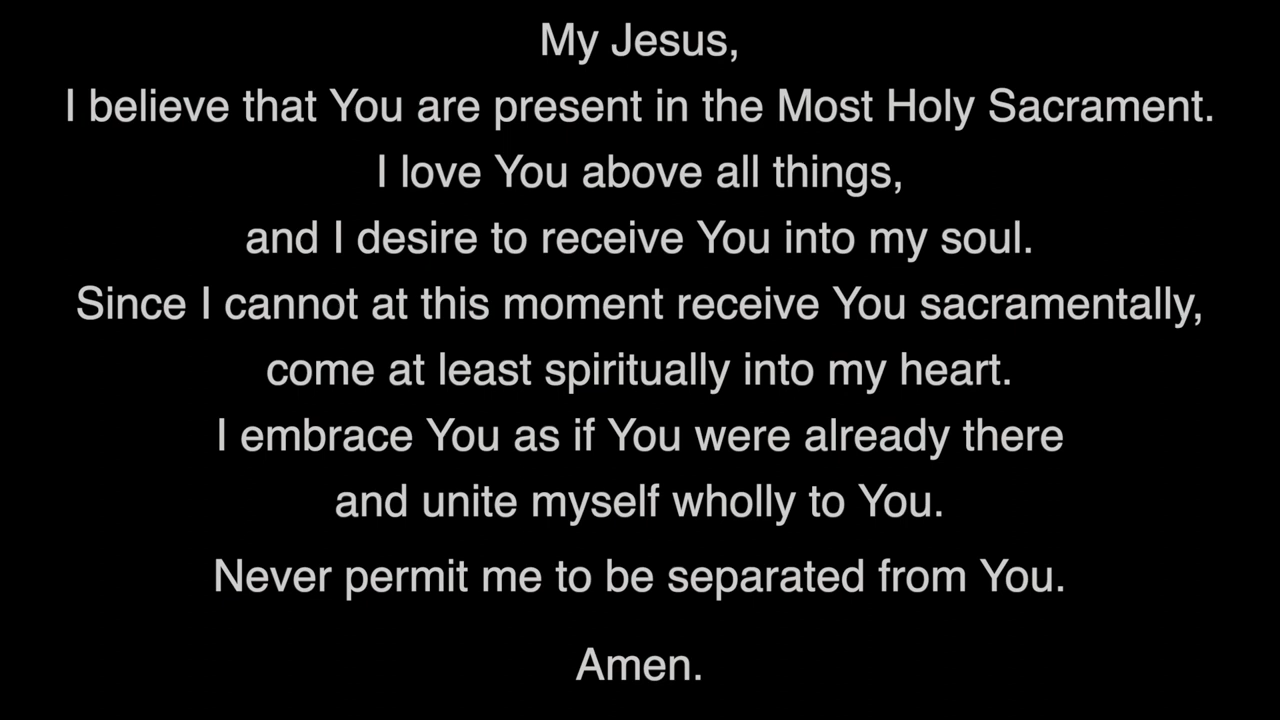 My Jesus,
I believe that You are present in the Most Holy Sacrament.
I love You above all things,
and I desire to receive You into my soul.
Since I cannot at this moment receive You sacramentally,
come at least spiritually into my heart.
I embrace You as if You were already there
and unite myself wholly to You.
Never permit me to be separated from You.
Amen.